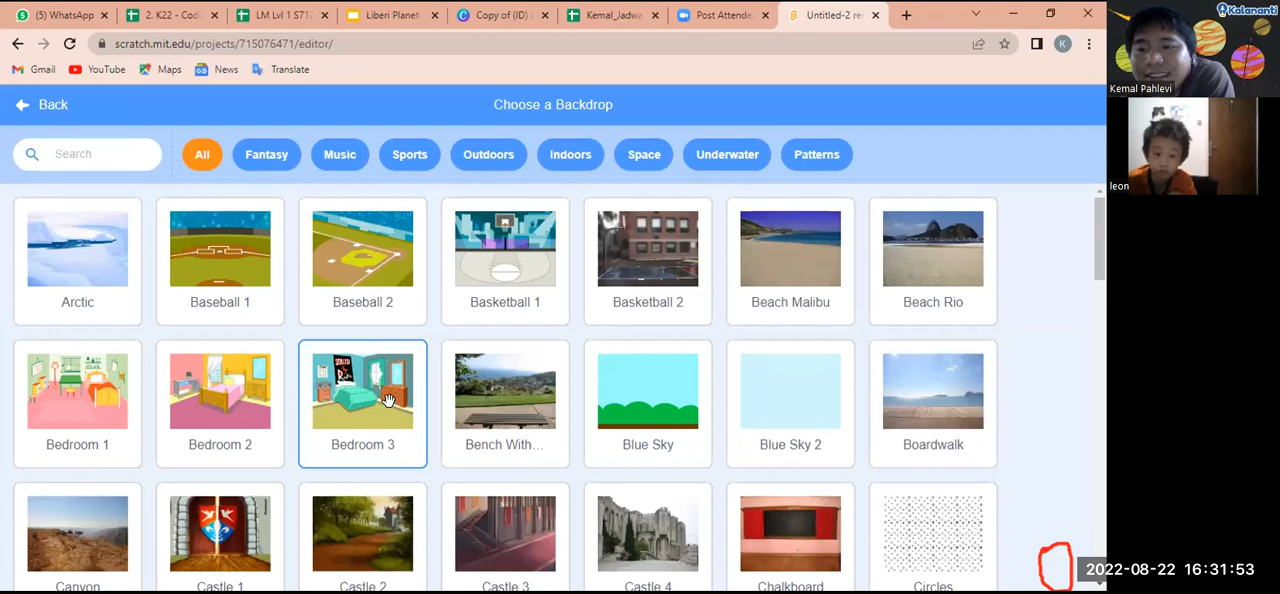 (S) WhatsApp
2. K22 - Codi
LM Lvl 1 S71
Liberi Planet
Copy of (ID) L
Kemal_Jadwa
Post Attende
Untitled-2 re
scratch.mit.edu/projects/715076471/editor/
K
Gmail
YouTube
Maps
News
Translate
Kalananti
Kemal Pahlevi
leon
Back
Choose a Backdrop
Search
All
Fantasy
Music
Sports
Outdoors
Indoors
Space
Underwater
Patterns
Arctic
Baseball 1
Baseball 2
Basketball 1
Basketball 2
Beach Malibu
Beach Rio
Bedroom 1
Bedroom 2
Bedroom 3
Bench With...
Blue Sky
Blue Sky 2
Boardwalk
Canyon
Castle 1
Castle 2
Castle 3
Castle 4
Chalkboard
Circles
2022-08-22 16:31:53